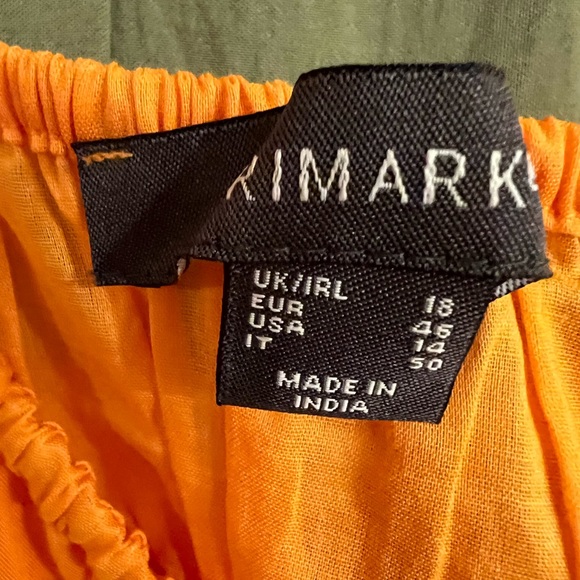 RIMARK
UK/IRL 18
EUR 46
USA 14
IT 50
MADE IN
INDIA